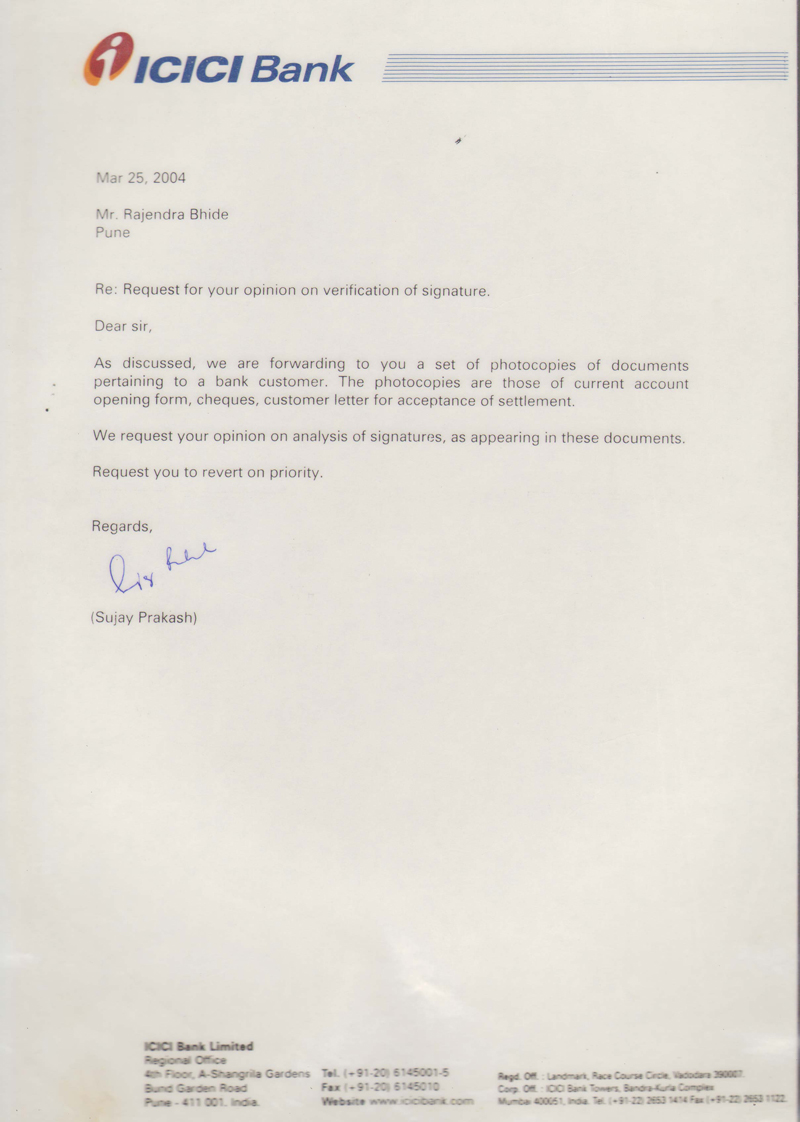 ICICI Bank
Mar 25, 2004
Mr. Rajendra Bhide
Pune
Re: Request for your opinion on verification of signature.
Dear sir,
As discussed, we are forwarding to you a set of photocopies of documents
pertaining to a bank customer. The photocopies are those of current account
opening form, cheques, customer letter for acceptance of settlement.
We request your opinion on analysis of signatures, as appearing in these documents.
Request you to revert on priority.
Regards,
(Sujay Prakash)
ICICI Bank Limited
Regional Office
4th Floor, A-Shangrila Gardens
Bund Garden Road
Pune - 411 001. India.
Tel. (+91-20) 6145001-5
Fax (+91-20) 6145010
Website www.icicibank.com
Regd. Off. : Landmark, Race Course Circle, Vadodara 390007.
Corp. Off. : ICICI Bank Towers, Bandra-Kurla Complex
Mumbai 400051. India. Tel. (+91-22) 2653 1414 Fax (+91-22) 2653 1122